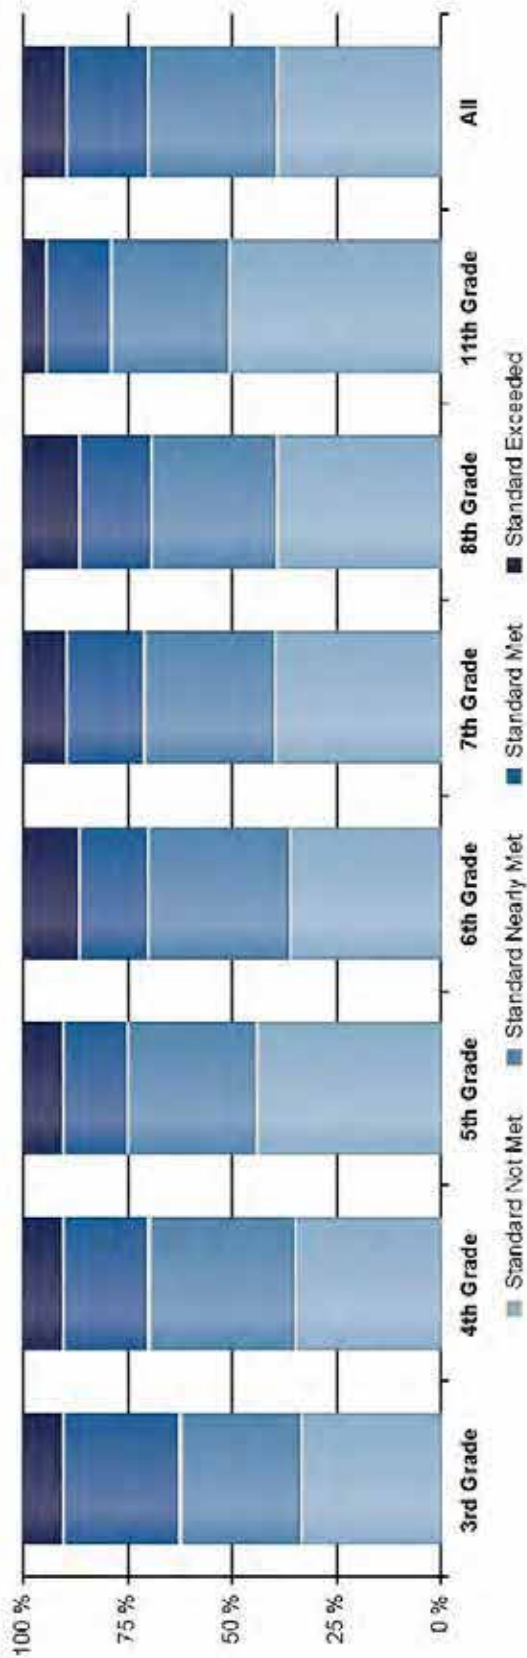 100 %
75 %
50 %
25 %
0 %
3rd Grade
4th Grade
5th Grade
6th Grade
7th Grade
8th Grade
11th Grade
All
Standard Not Met
Standard Nearly Met
Standard Met
Standard Exceeded